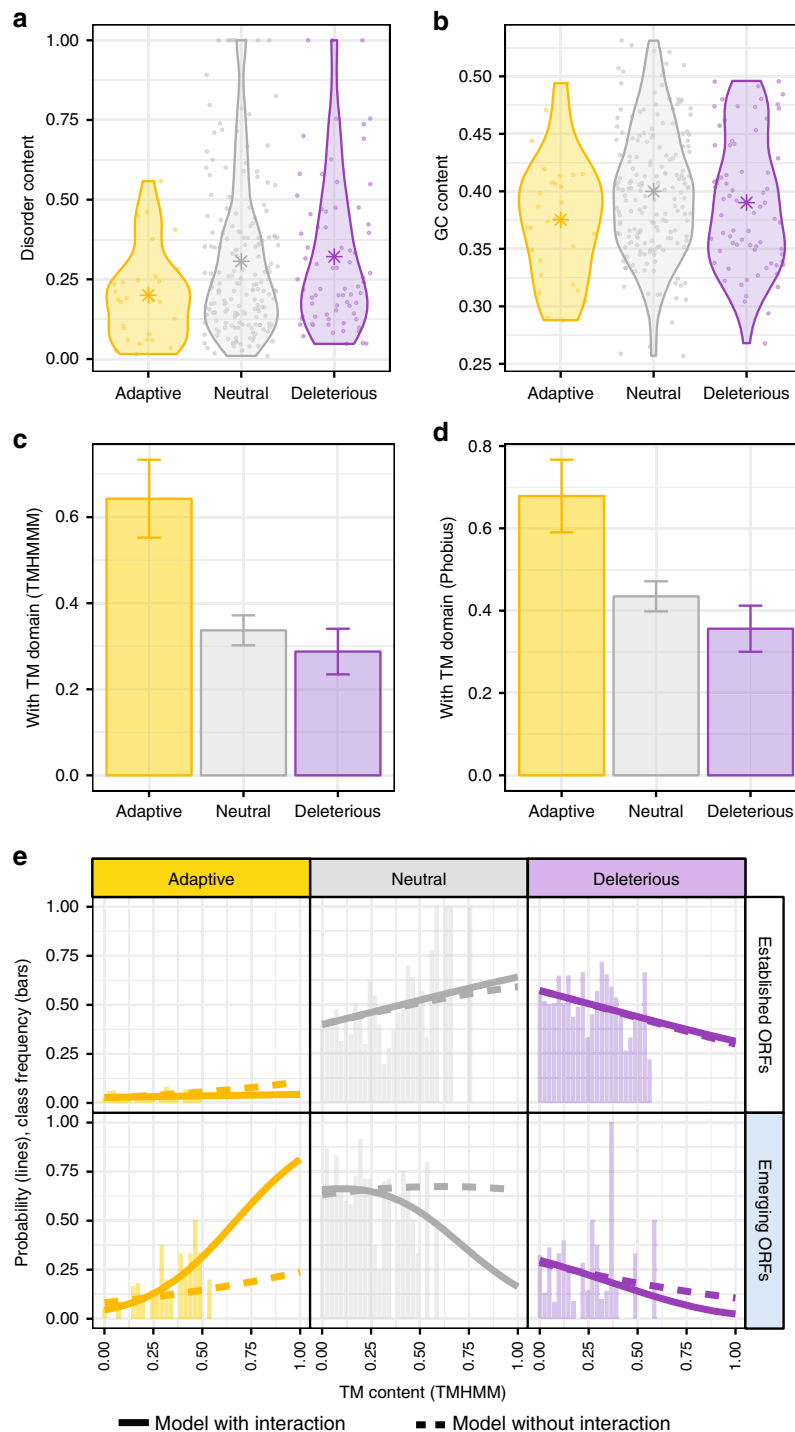 a
Disorder content
1.00
0.75
0.50
0.25
0.00
Adaptive Neutral Deleterious
b
GC content
0.50
0.45
0.40
0.35
0.30
0.25
Adaptive Neutral Deleterious
c
With TM domain (TMHMMM)
0.6
0.4
0.2
0.0
Adaptive Neutral Deleterious
d
With TM domain (Phobius)
0.8
0.6
0.4
0.2
0.0
Adaptive Neutral Deleterious
e
Adaptive Neutral Deleterious
Probability (lines), class frequency (bars)
1.00
0.75
0.50
0.25
0.00
Established ORFs
1.00
0.75
0.50
0.25
0.00
Emerging ORFs
0.00 0.25 0.50 0.75 1.00 0.00 0.25 0.50 0.75 1.00 0.00 0.25 0.50 0.75 1.00
TM content (TMHMM)
Model with interaction Model without interaction